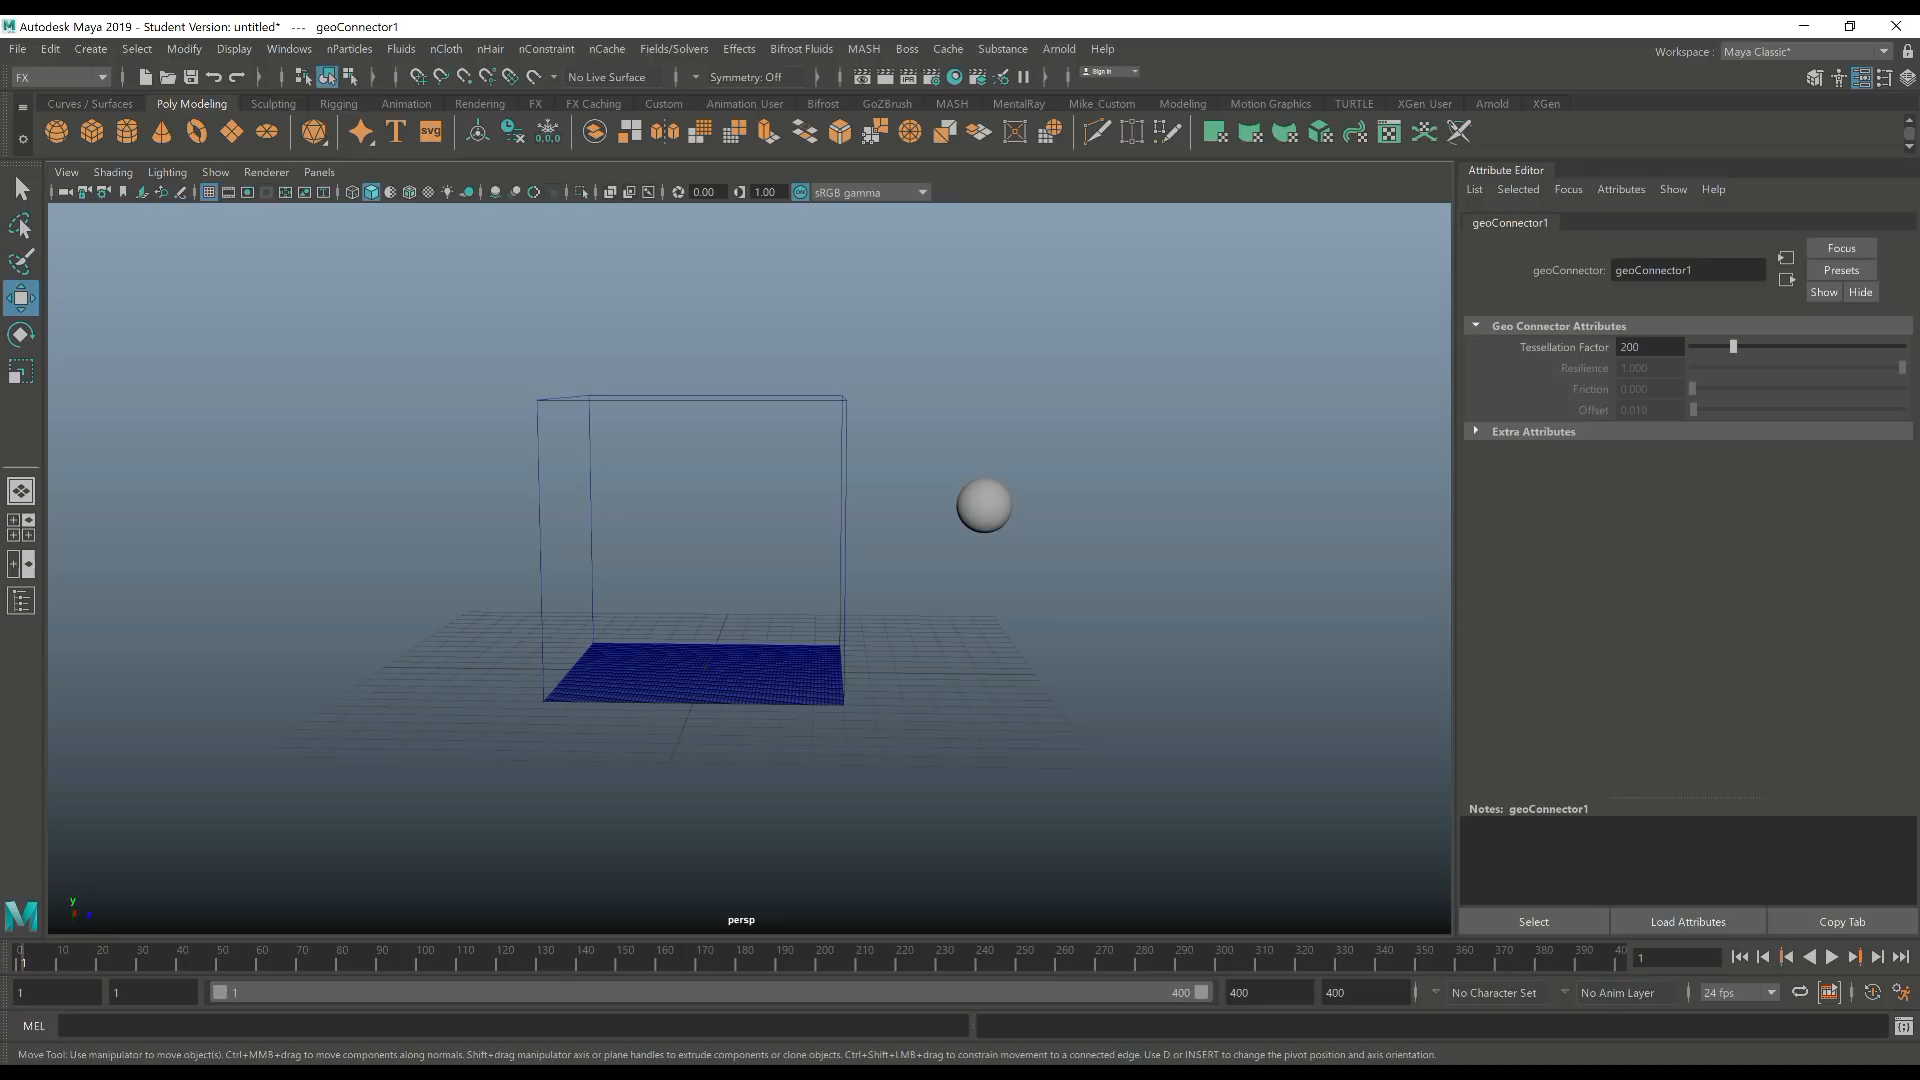 Autodesk Maya 2019 - Student Version: untitled* --- geoConnector1
File Edit Create Select Modify Display Windows nParticles Fluids nCloth nHair nConstraint nCache Fields/Solvers Effects Bifrost Fluids MASH Boss Cache Substance Arnold Help
Workspace : Maya Classic*
FX No Live Surface Symmetry: Off Sign In
Curves / Surfaces Poly Modeling Sculpting Rigging Animation Rendering FX FX Caching Custom Animation_User Bifrost GoZBrush MASH MentalRay Mike_Custom Modeling Motion Graphics TURTLE XGen_User Arnold XGen
T svg 0,0,0
View Shading Lighting Show Renderer Panels
0.00 1.00 ON sRGB gamma
Attribute Editor
List Selected Focus Attributes Show Help
geoConnector1
Focus
geoConnector: geoConnector1 Presets
Show Hide
Geo Connector Attributes
Tessellation Factor 200
Resilience 1.000
Friction 0.000
Offset 0.010
Extra Attributes
Notes: geoConnector1
y
persp
Select Load Attributes Copy Tab
0 10 20 30 40 50 60 70 80 90 100 110 120 130 140 150 160 170 180 190 200 210 220 230 240 250 260 270 280 290 300 310 320 330 340 350 360 370 380 390 40
1 1
1 1 1 400 400 400 No Character Set No Anim Layer 24 fps
MEL
Move Tool: Use manipulator to move object(s). Ctrl+MMB+drag to move components along normals. Shift+drag manipulator axis or plane handles to extrude components or clone objects. Ctrl+Shift+LMB+drag to constrain movement to a connected edge. Use D or INSERT to change the pivot position and axis orientation.